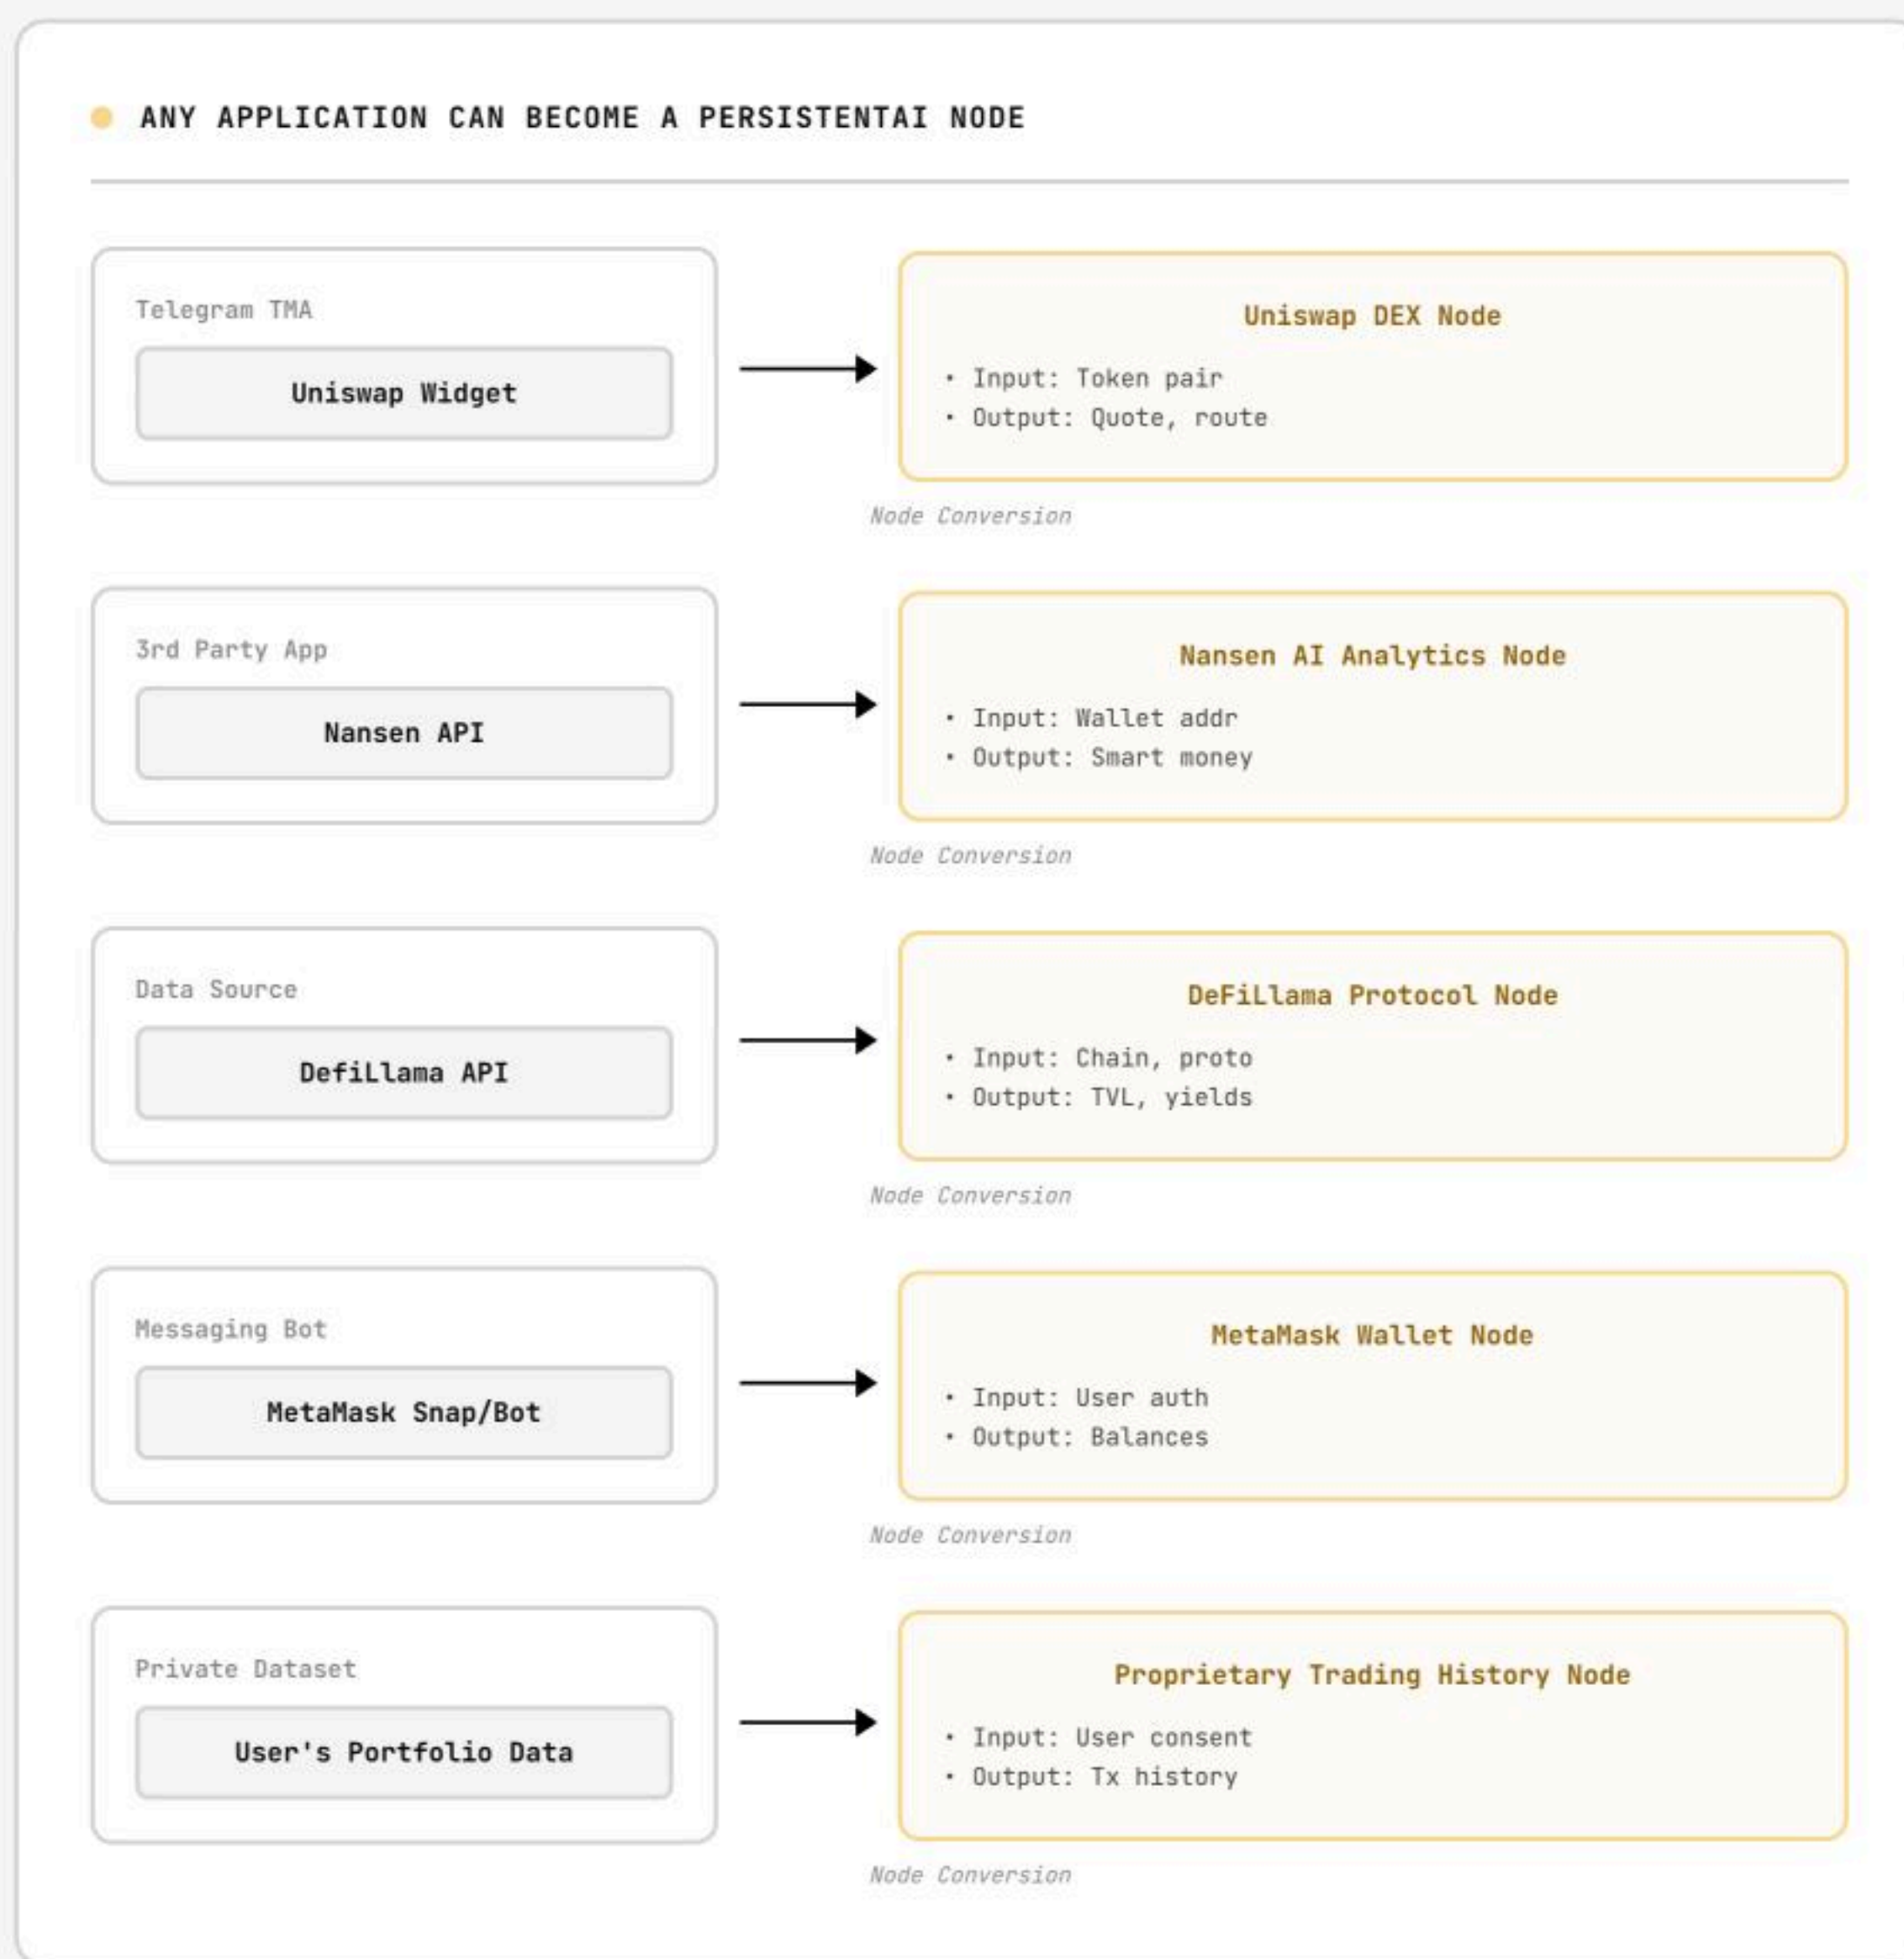 ANY APPLICATION CAN BECOME A PERSISTENTAI NODE
Telegram TMA
Uniswap Widget
Uniswap DEX Node
• Input: Token pair
• Output: Quote, route
Node Conversion
3rd Party App
Nansen API
Nansen AI Analytics Node
• Input: Wallet addr
• Output: Smart money
Node Conversion
Data Source
DefiLlama API
DeFiLlama Protocol Node
• Input: Chain, proto
• Output: TVL, yields
Node Conversion
Messaging Bot
MetaMask Snap/Bot
MetaMask Wallet Node
• Input: User auth
• Output: Balances
Node Conversion
Private Dataset
User's Portfolio Data
Proprietary Trading History Node
• Input: User consent
• Output: Tx history
Node Conversion